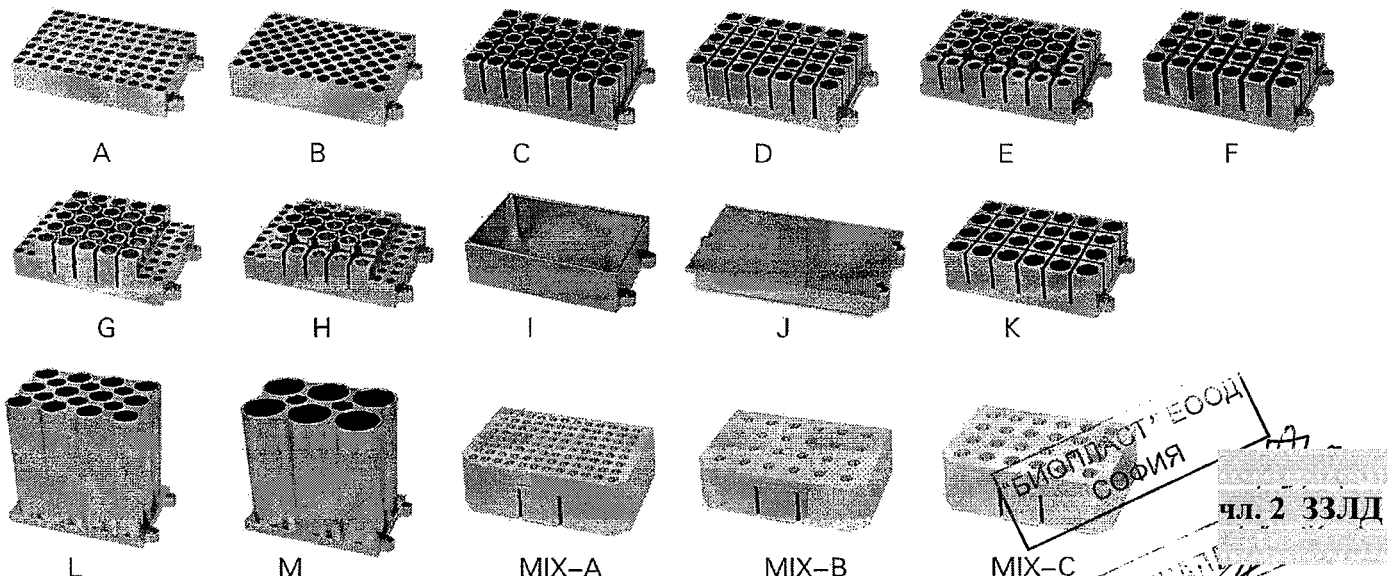 A B C D E F
G H I J K
"БИОПЛАСТ" ЕООД
СОФИЯ
чл. 2 ЗЗЛД
L M MIX–A MIX–B MIX–C